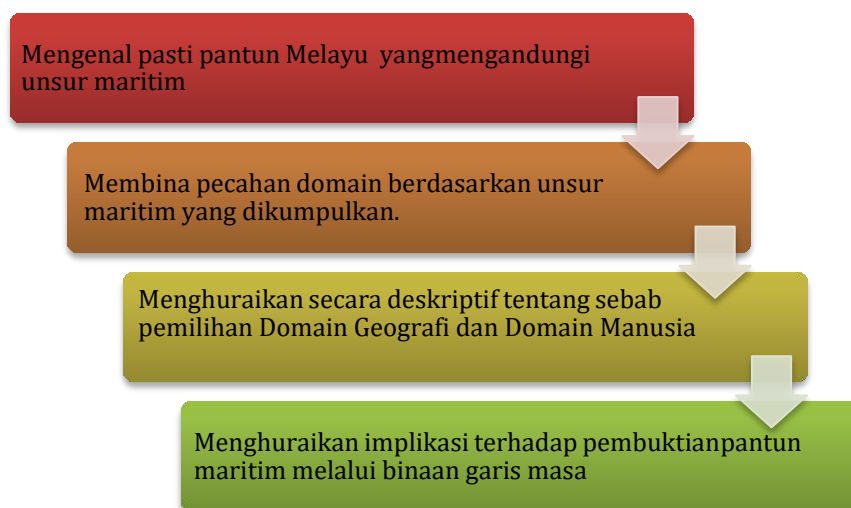 Mengenal pasti pantun Melayu yangmengandungi
unsur maritim
Membina pecahan domain berdasarkan unsur
maritim yang dikumpulkan.
Menghuraikan secara deskriptif tentang sebab
pemilihan Domain Geografi dan Domain Manusia
Menghuraikan implikasi terhadap pembuktianpantun
maritim melalui binaan garis masa